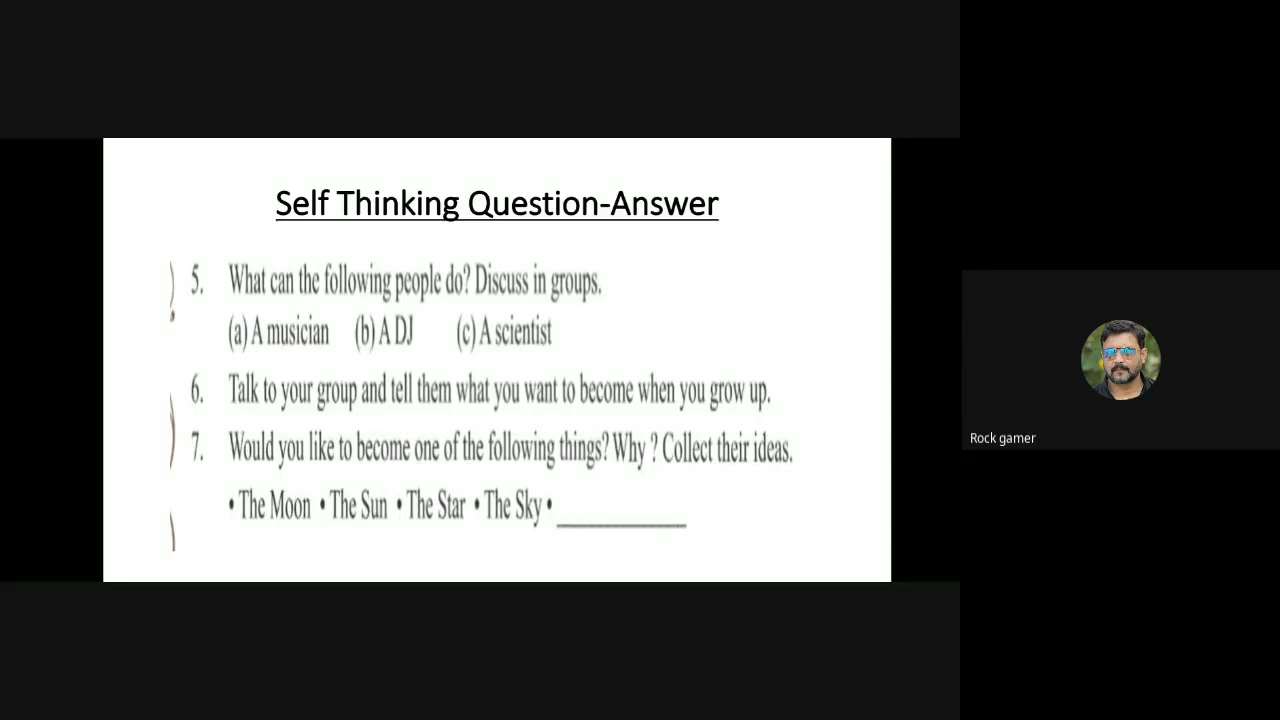 Self Thinking Question-Answer
5. What can the following people do? Discuss in groups.
(a) A musician (b) A DJ (c) A scientist
6. Talk to your group and tell them what you want to become when you grow up.
7. Would you like to become one of the following things? Why ? Collect their ideas.
• The Moon • The Sun • The Star • The Sky • ____________
Rock gamer